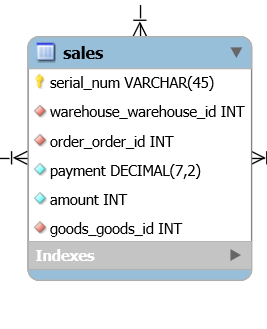 sales
serial_num VARCHAR(45)
warehouse_warehouse_id INT
order_order_id INT
payment DECIMAL(7,2)
amount INT
goods_goods_id INT
Indexes